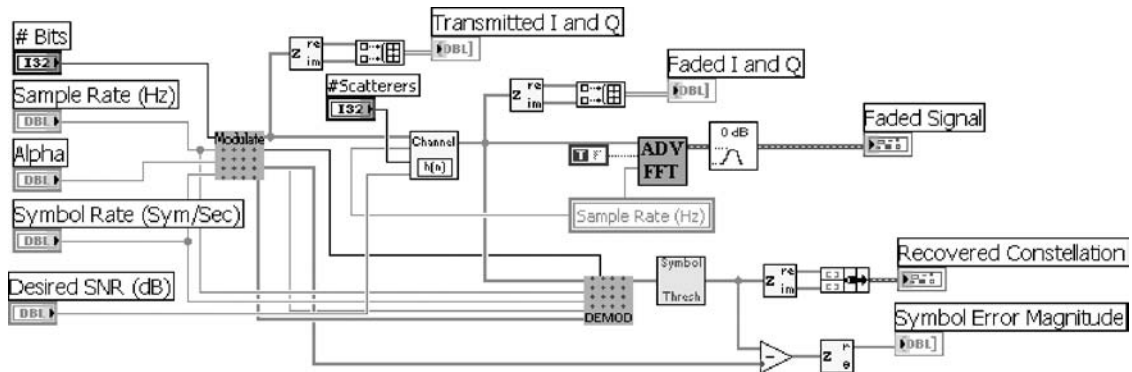 Transmitted I and Q
# Bits
re
z
im
[DBL]
I32
Faded I and Q
Sample Rate (Hz)
#Scatterers
re
z
im
[DBL]
DBL
I32
Faded Signal
Modulate
Channel
0 dB
Alpha
h[n]
T F
ADV
FFT
DBL
Symbol Rate (Sym/Sec)
Sample Rate (Hz)
DBL
Recovered Constellation
Symbol
Desired SNR (dB)
re
z
im
Thresh
DBL
DEMOD
Symbol Error Magnitude
-
z
r
θ
[DBL]